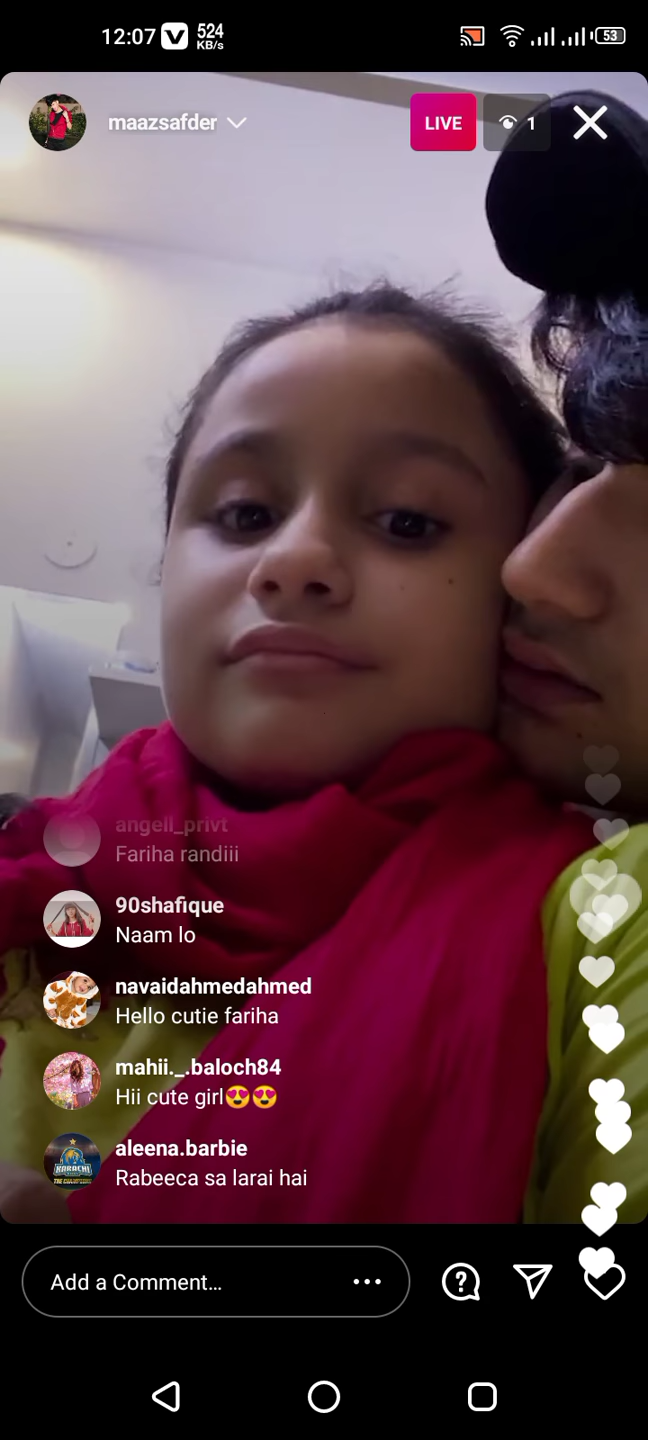 12:07
524
KB/s
53
maazsafder
LIVE
1
angell_privt
Fariha randiii
90shafique
Naam lo
navaidahmedahmed
Hello cutie fariha
mahii._.baloch84
Hii cute girl😍😍
aleena.barbie
Rabeeca sa larai hai
KARACHI
Add a Comment...